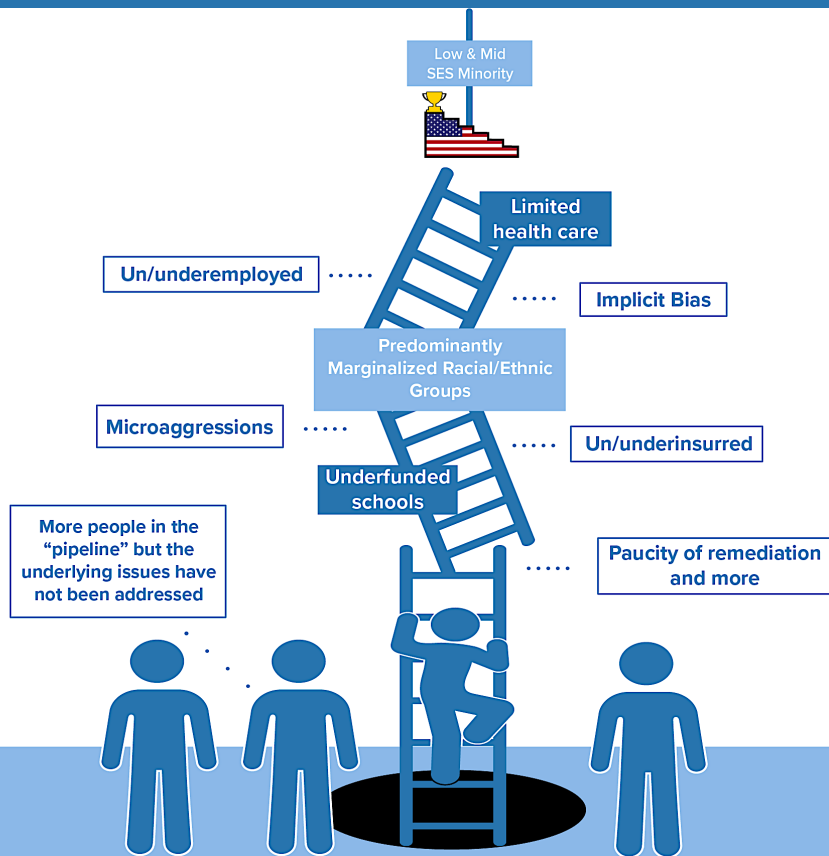 Low & Mid
SES Minority
Limited
health care
Un/underemployed
Implicit Bias
Predominantly
Marginalized Racial/Ethnic
Groups
Microaggressions
Un/underinsurred
Underfunded
schools
More people in the
“pipeline” but the
underlying issues have
not been addressed
Paucity of remediation
and more